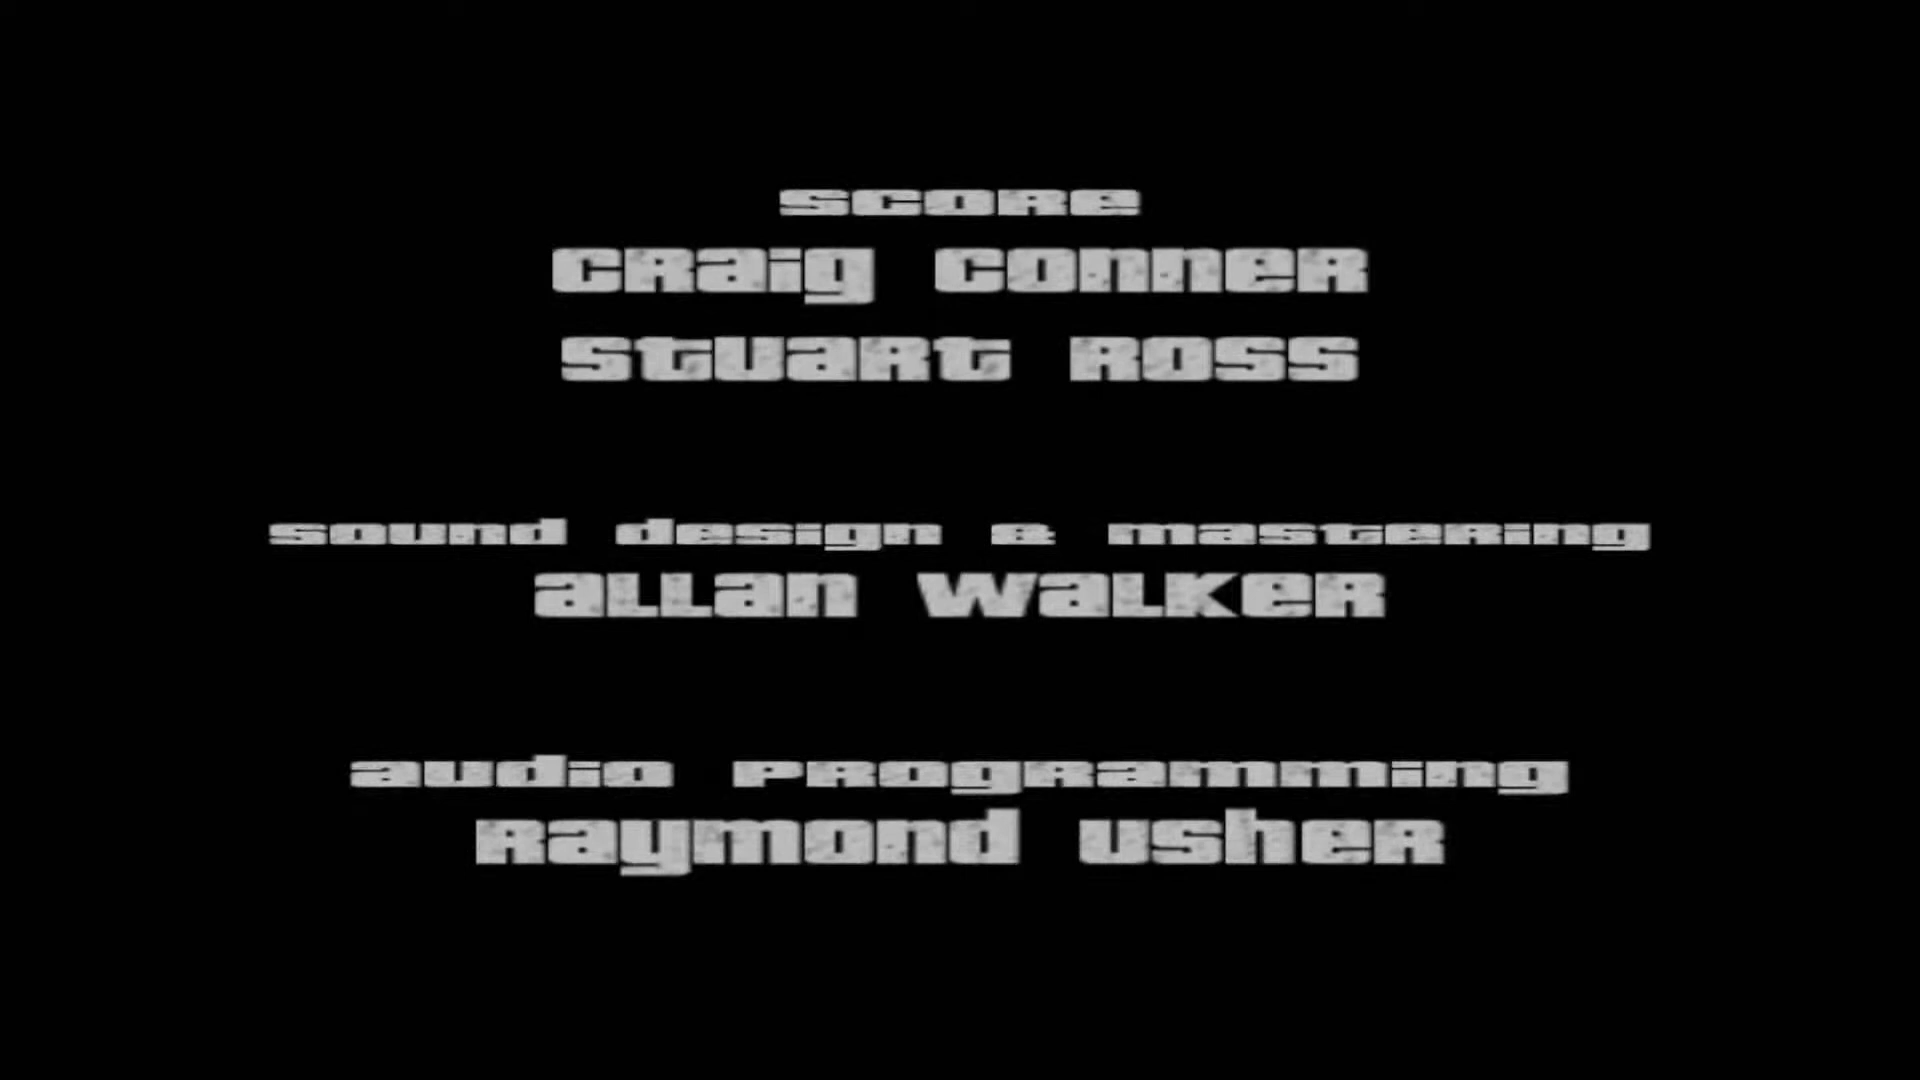 score
Craig Conner
Stuart Ross
sound design & mastering
Allan Walker
audio programming
Raymond Usher